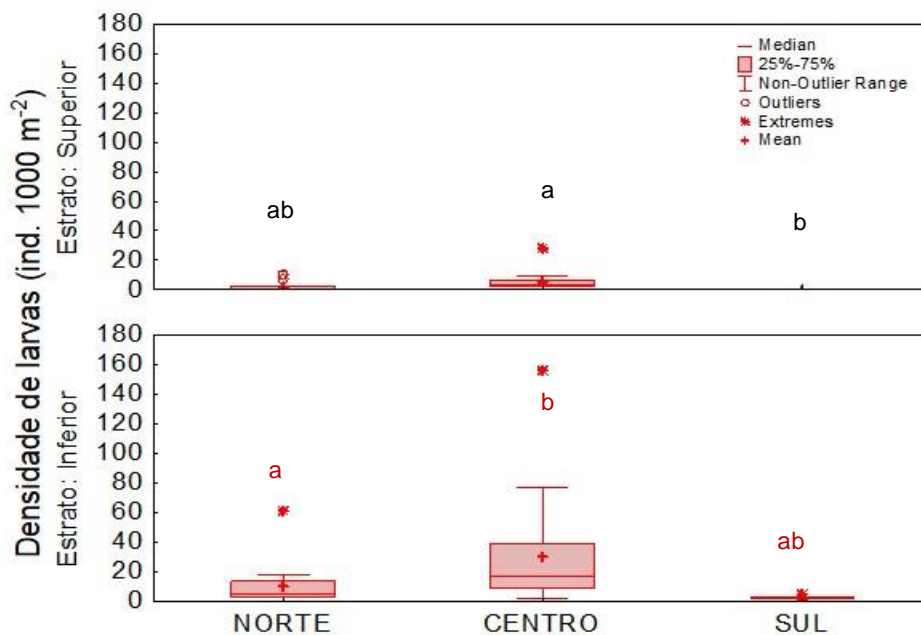 Densidade de larvas (ind. 1000 m⁻²)
Estrato: Superior
180
160
140
120
100
80
60
40
20
0
Median
25%-75%
Non-Outlier Range
Outliers
Extremes
Mean
ab
a
b
Estrato: Inferior
180
160
140
120
100
80
60
40
20
0
a
b
ab
NORTE
CENTRO
SUL